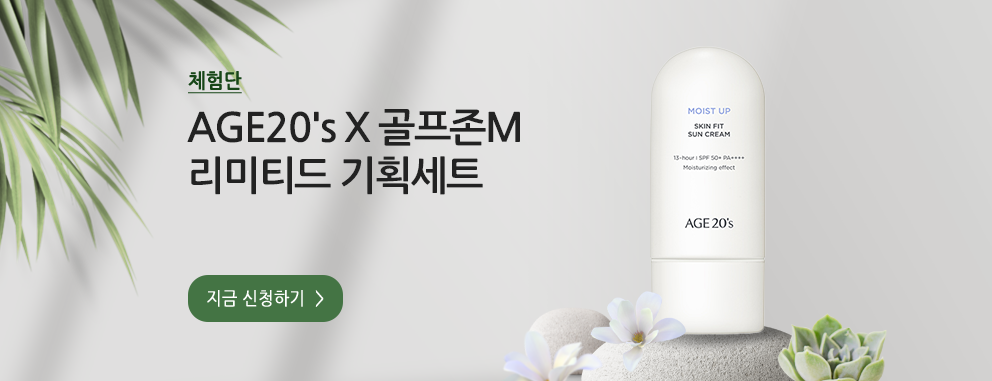 체험단
AGE20's X 골프존M
리미티드 기획세트
지금 신청하기 >
MOIST UP
SKIN FIT
SUN CREAM
13-hour | SPF 50+ PA++++
Moisturizing effect
AGE 20's